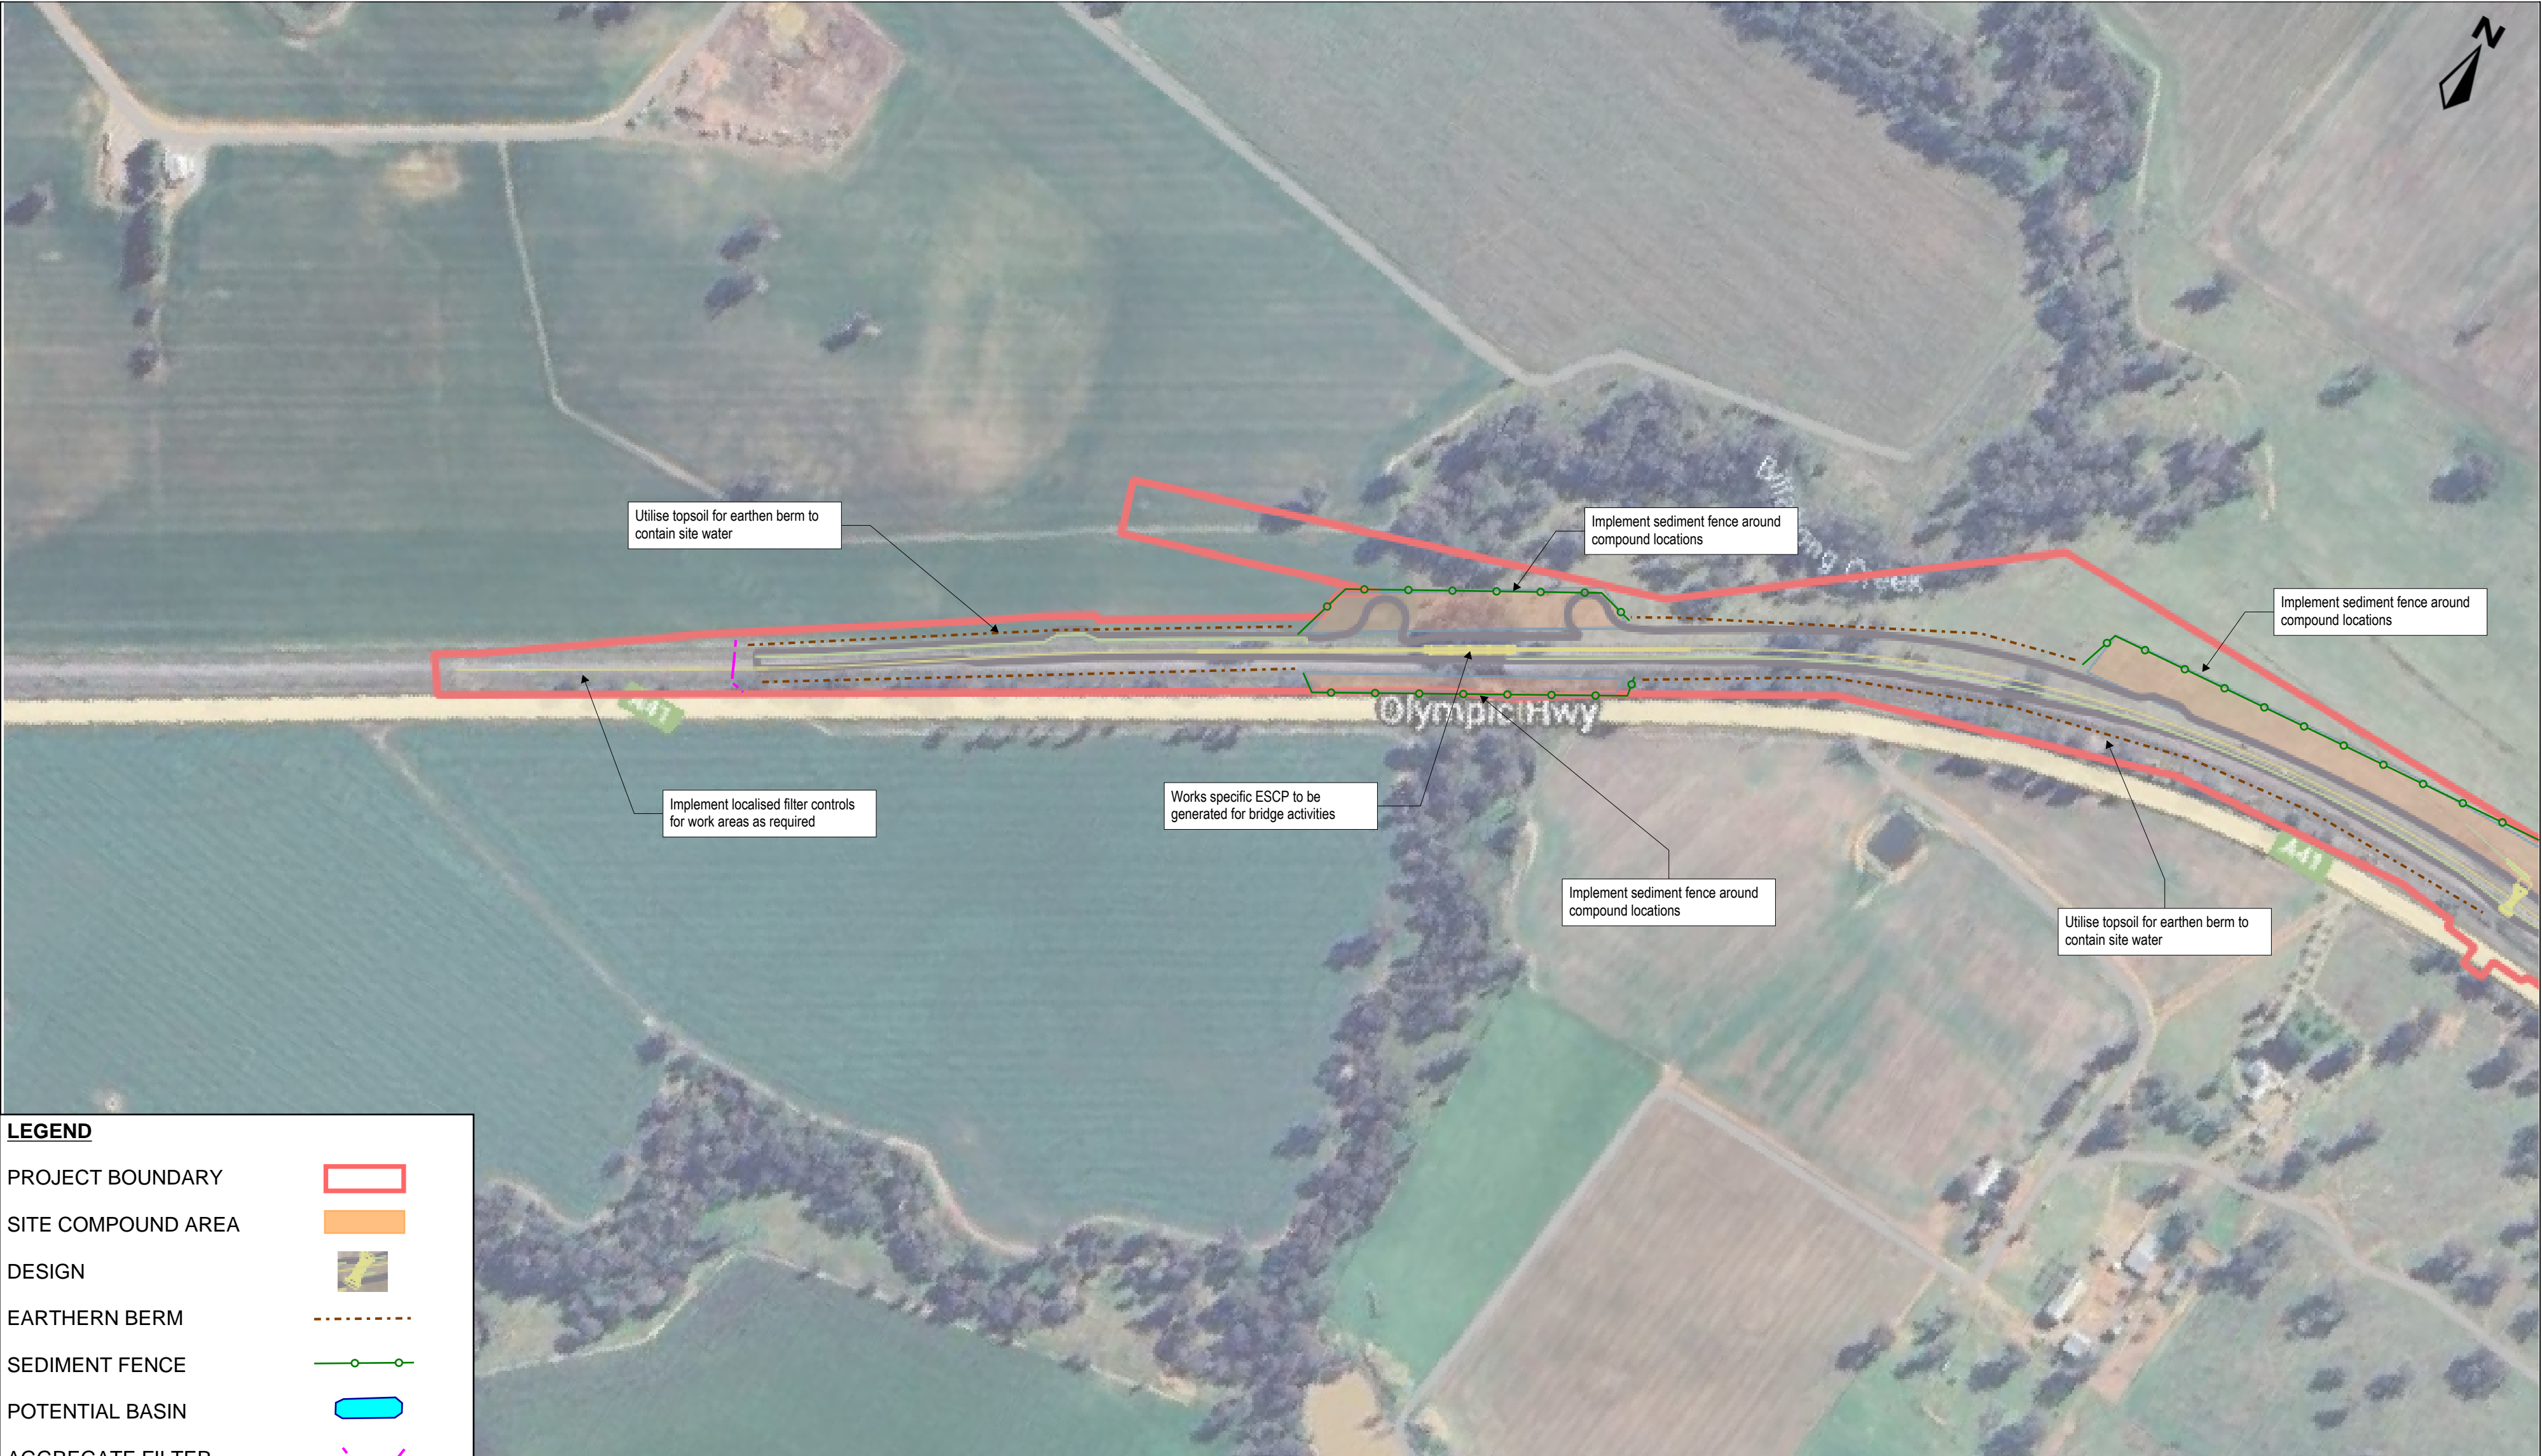 N
Utilise topsoil for earthen berm to
contain site water
Implement sediment fence around
compound locations
Implement sediment fence around
compound locations
A41
Olympic Hwy
Implement localised filter controls
for work areas as required
Works specific ESCP to be
generated for bridge activities
A41
Implement sediment fence around
compound locations
Utilise topsoil for earthen berm to
contain site water
LEGEND
PROJECT BOUNDARY
SITE COMPOUND AREA
DESIGN
EARTHERN BERM
SEDIMENT FENCE
POTENTIAL BASIN
AGGREGATE FILTER
Creek